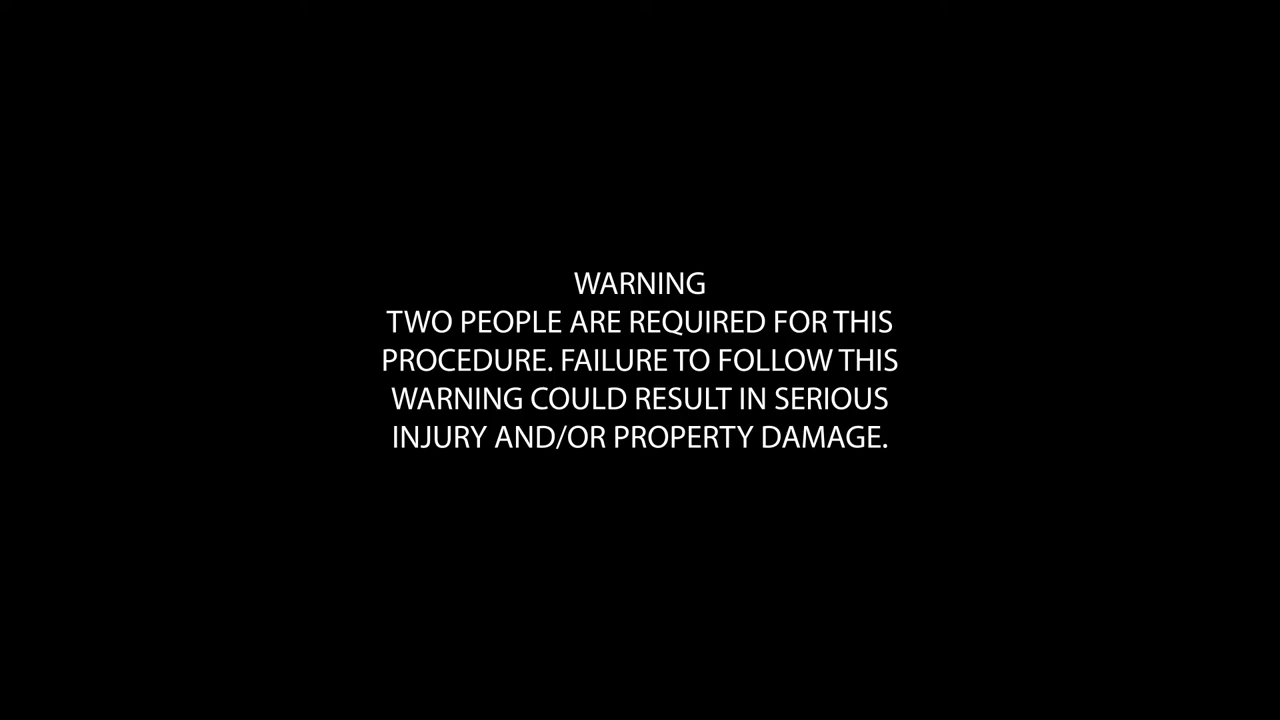 WARNING
TWO PEOPLE ARE REQUIRED FOR THIS
PROCEDURE. FAILURE TO FOLLOW THIS
WARNING COULD RESULT IN SERIOUS
INJURY AND/OR PROPERTY DAMAGE.